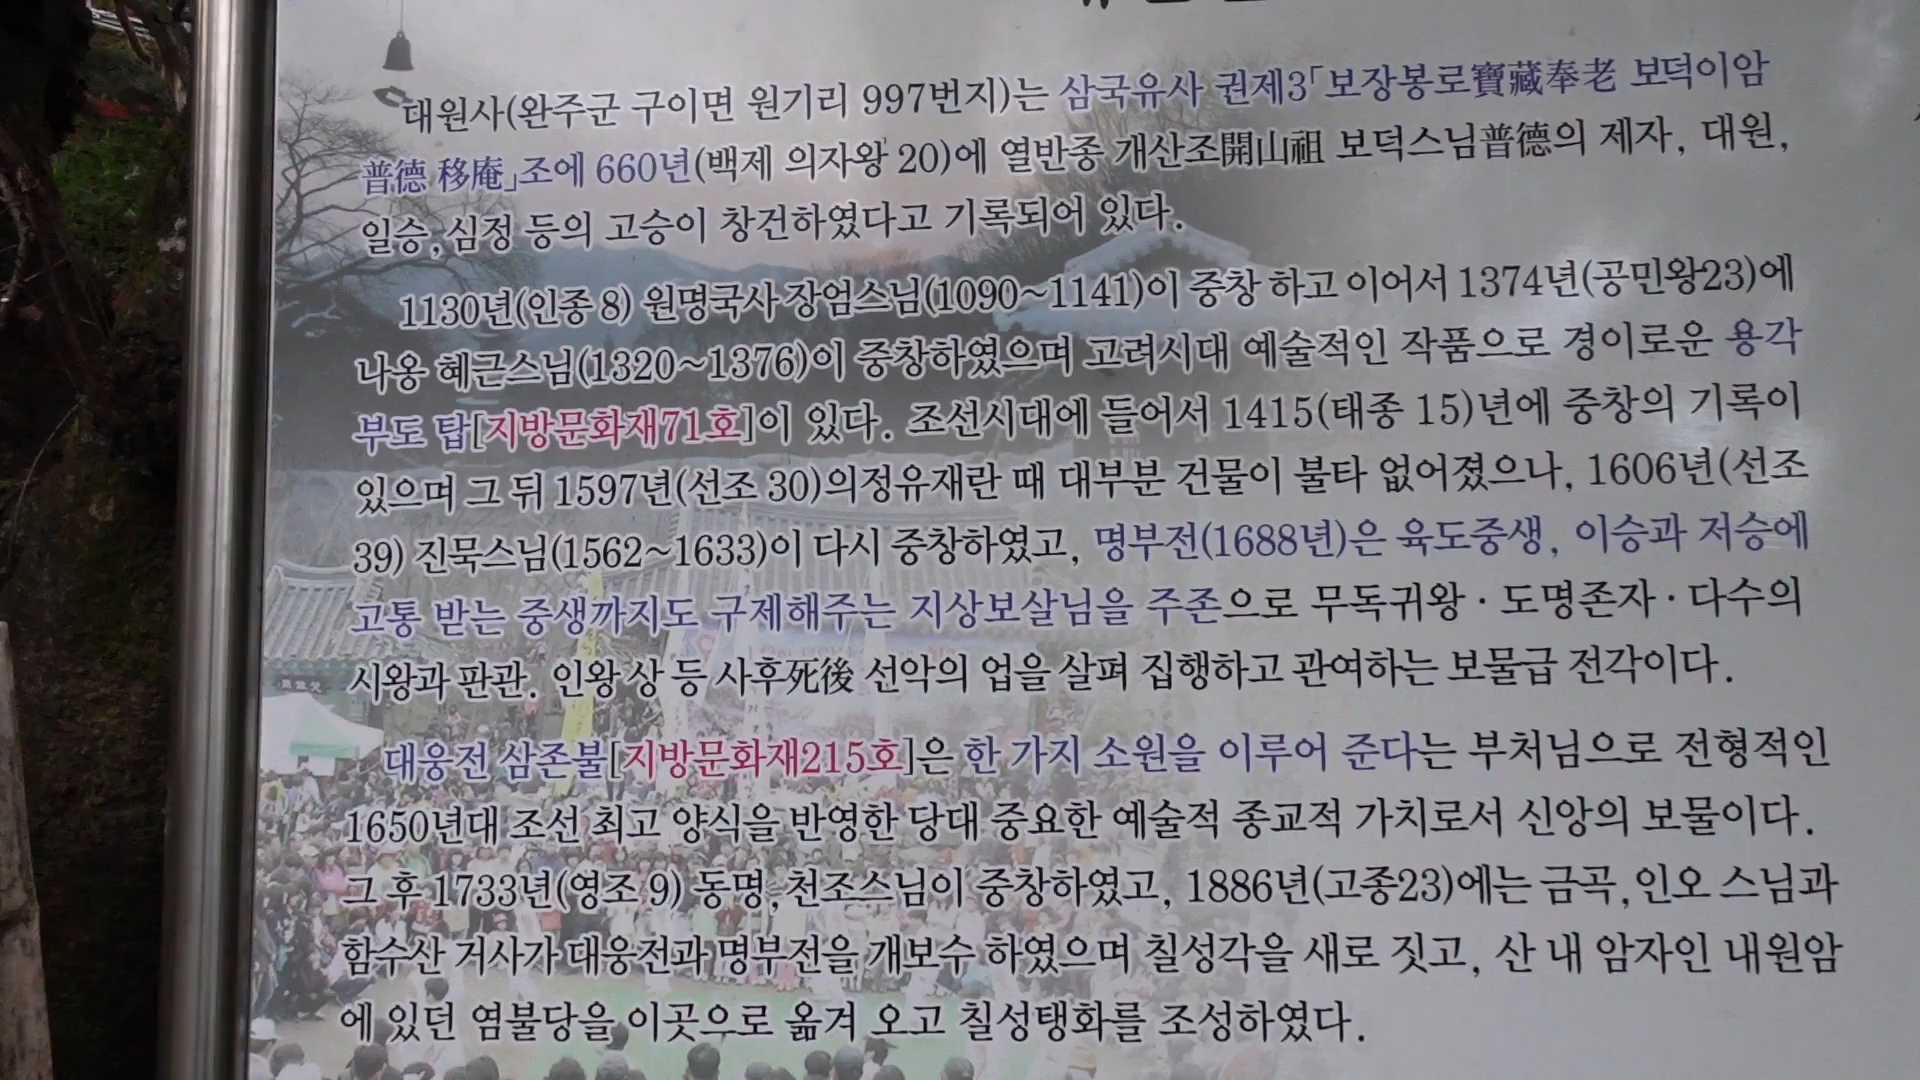 대원사(완주군 구이면 원기리 997번지)는 삼국유사 권제3「보장봉로寶藏奉老 보덕이암
普德 移庵」조에 660년(백제 의자왕 20)에 열반종 개산조開山祖 보덕스님普德의 제자, 대원,
일승, 심정 등의 고승이 창건하였다고 기록되어 있다.
1130년(인종 8) 원명국사 장엄스님(1090~1141)이 중창 하고 이어서 1374년(공민왕23)에
나옹 혜근스님(1320~1376)이 중창하였으며 고려시대 예술적인 작품으로 경이로운 용각
부도 탑[지방문화재71호]이 있다. 조선시대에 들어서 1415(태종 15)년에 중창의 기록이
있으며 그 뒤 1597년(선조 30)의정유재란 때 대부분 건물이 불타 없어졌으나, 1606년(선조
39) 진묵스님(1562~1633)이 다시 중창하였고, 명부전(1688년)은 육도중생, 이승과 저승에
고통 받는 중생까지도 구제해주는 지상보살님을 주존으로 무독귀왕·도명존자·다수의
시왕과 판관. 인왕 상 등 사후死後 선악의 업을 살펴 집행하고 관여하는 보물급 전각이다.
대웅전 삼존불[지방문화재215호]은 한 가지 소원을 이루어 준다는 부처님으로 전형적인
1650년대 조선 최고 양식을 반영한 당대 중요한 예술적 종교적 가치로서 신앙의 보물이다.
그 후 1733년(영조 9) 동명, 천조스님이 중창하였고, 1886년(고종23)에는 금곡, 인오 스님과
함수산 거사가 대웅전과 명부전을 개보수 하였으며 칠성각을 새로 짓고, 산 내 암자인 내원암
에 있던 염불당을 이곳으로 옮겨 오고 칠성탱화를 조성하였다.